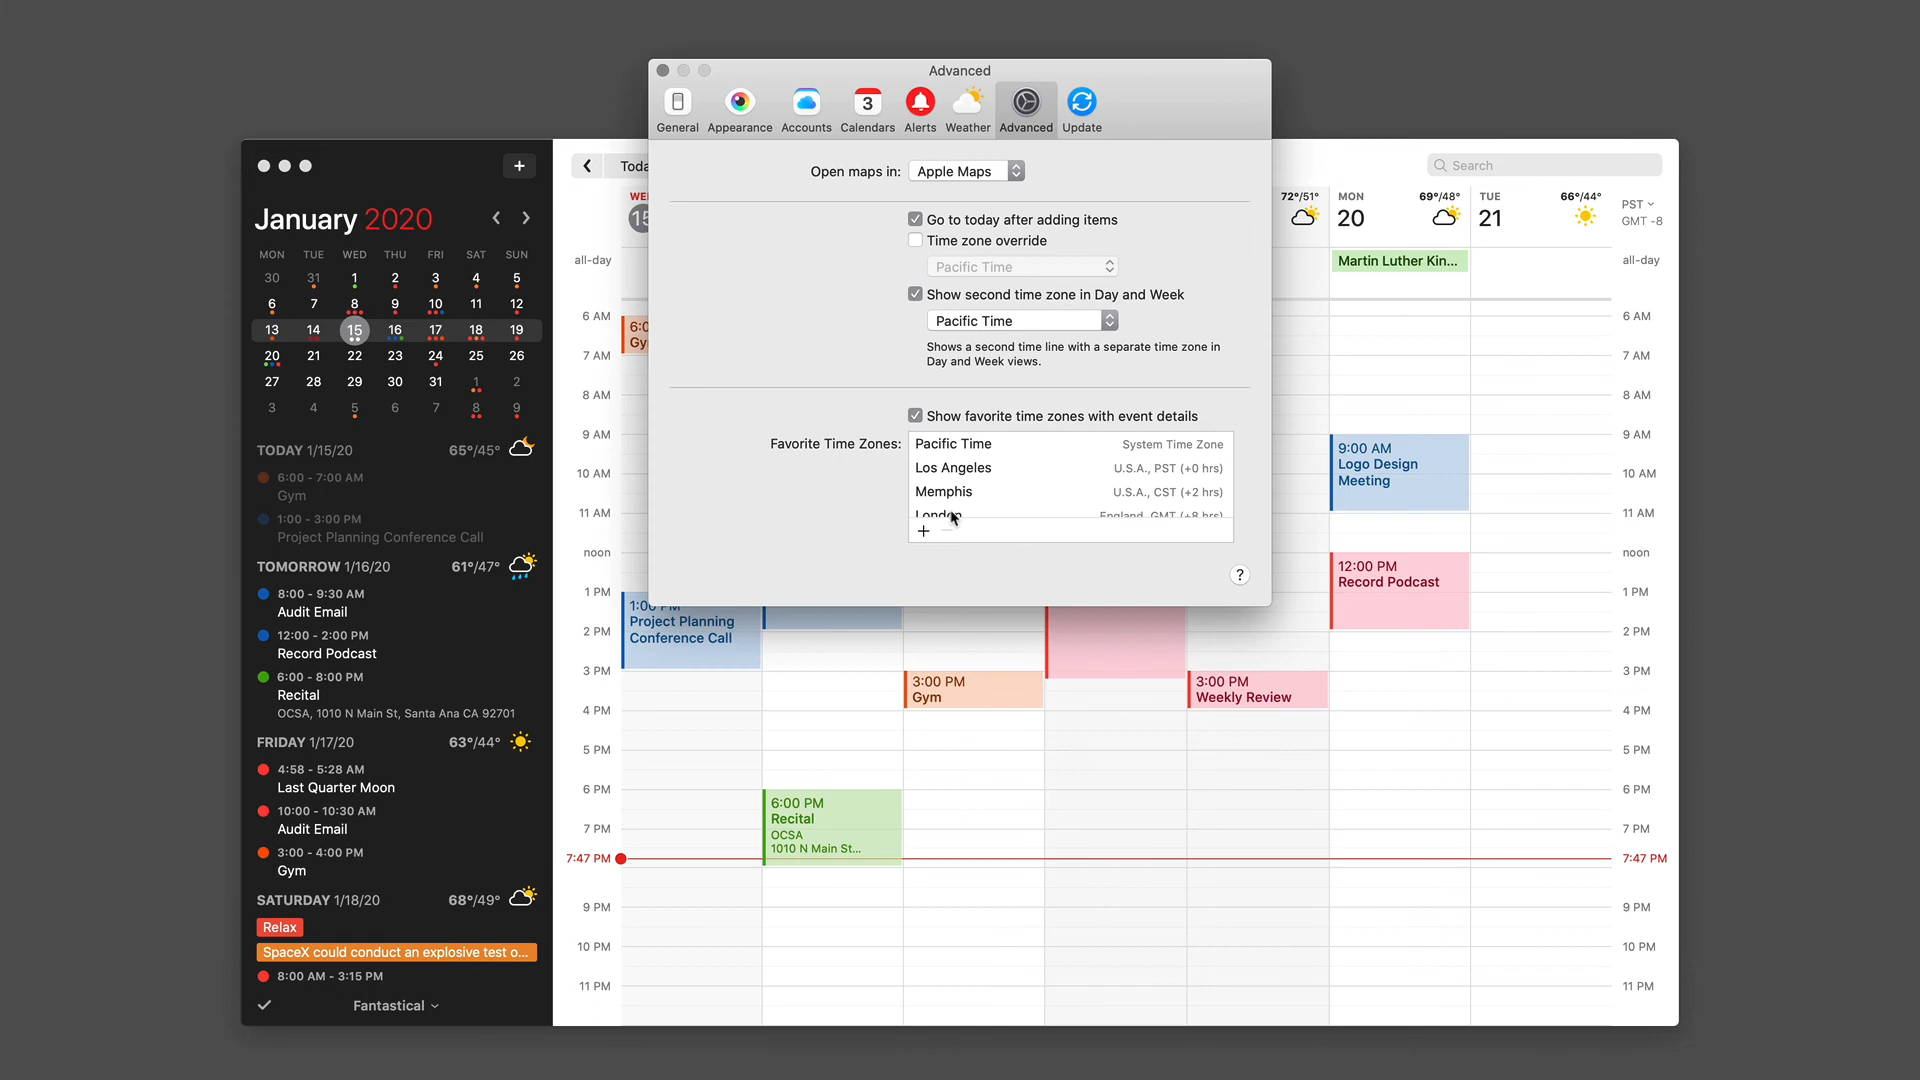 Advanced
General Appearance Accounts Calendars Alerts Weather Advanced Update
3
Open maps in: Apple Maps
Go to today after adding items
Time zone override
Pacific Time
Show second time zone in Day and Week
Pacific Time
Shows a second time line with a separate time zone in
Day and Week views.
Show favorite time zones with event details
Favorite Time Zones: Pacific Time System Time Zone
Los Angeles U.S.A., PST (+0 hrs)
Memphis U.S.A., CST (+2 hrs)
London England, GMT (+8 hrs)
+
?
+
January 2020
MON TUE WED THU FRI SAT SUN
30 31 1 2 3 4 5
6 7 8 9 10 11 12
13 14 15 16 17 18 19
20 21 22 23 24 25 26
27 28 29 30 31 1 2
3 4 5 6 7 8 9
TODAY 1/15/20 65°/45°
6:00 - 7:00 AM
Gym
1:00 - 3:00 PM
Project Planning Conference Call
TOMORROW 1/16/20 61°/47°
8:00 - 9:30 AM
Audit Email
12:00 - 2:00 PM
Record Podcast
6:00 - 8:00 PM
Recital
OCSA, 1010 N Main St, Santa Ana CA 92701
FRIDAY 1/17/20 63°/44°
4:58 - 5:28 AM
Last Quarter Moon
10:00 - 10:30 AM
Audit Email
3:00 - 4:00 PM
Gym
SATURDAY 1/18/20 68°/49°
Relax
SpaceX could conduct an explosive test o...
8:00 AM - 3:15 PM
Fantastical
Toda
Search
WE
15
72°/51°
MON 69°/48°
20
TUE 66°/44°
21
PST
GMT -8
all-day
Martin Luther Kin...
all-day
6 AM
7 AM
8 AM
9 AM
10 AM
11 AM
noon
1 PM
2 PM
3 PM
4 PM
5 PM
6 PM
7 PM
7:47 PM
9 PM
10 PM
11 PM
6:0
Gy
1:00 PM
Project Planning
Conference Call
6:00 PM
Recital
OCSA
1010 N Main St...
3:00 PM
Gym
3:00 PM
Weekly Review
9:00 AM
Logo Design
Meeting
12:00 PM
Record Podcast
6 AM
7 AM
8 AM
9 AM
10 AM
11 AM
noon
1 PM
2 PM
3 PM
4 PM
5 PM
6 PM
7 PM
7:47 PM
9 PM
10 PM
11 PM